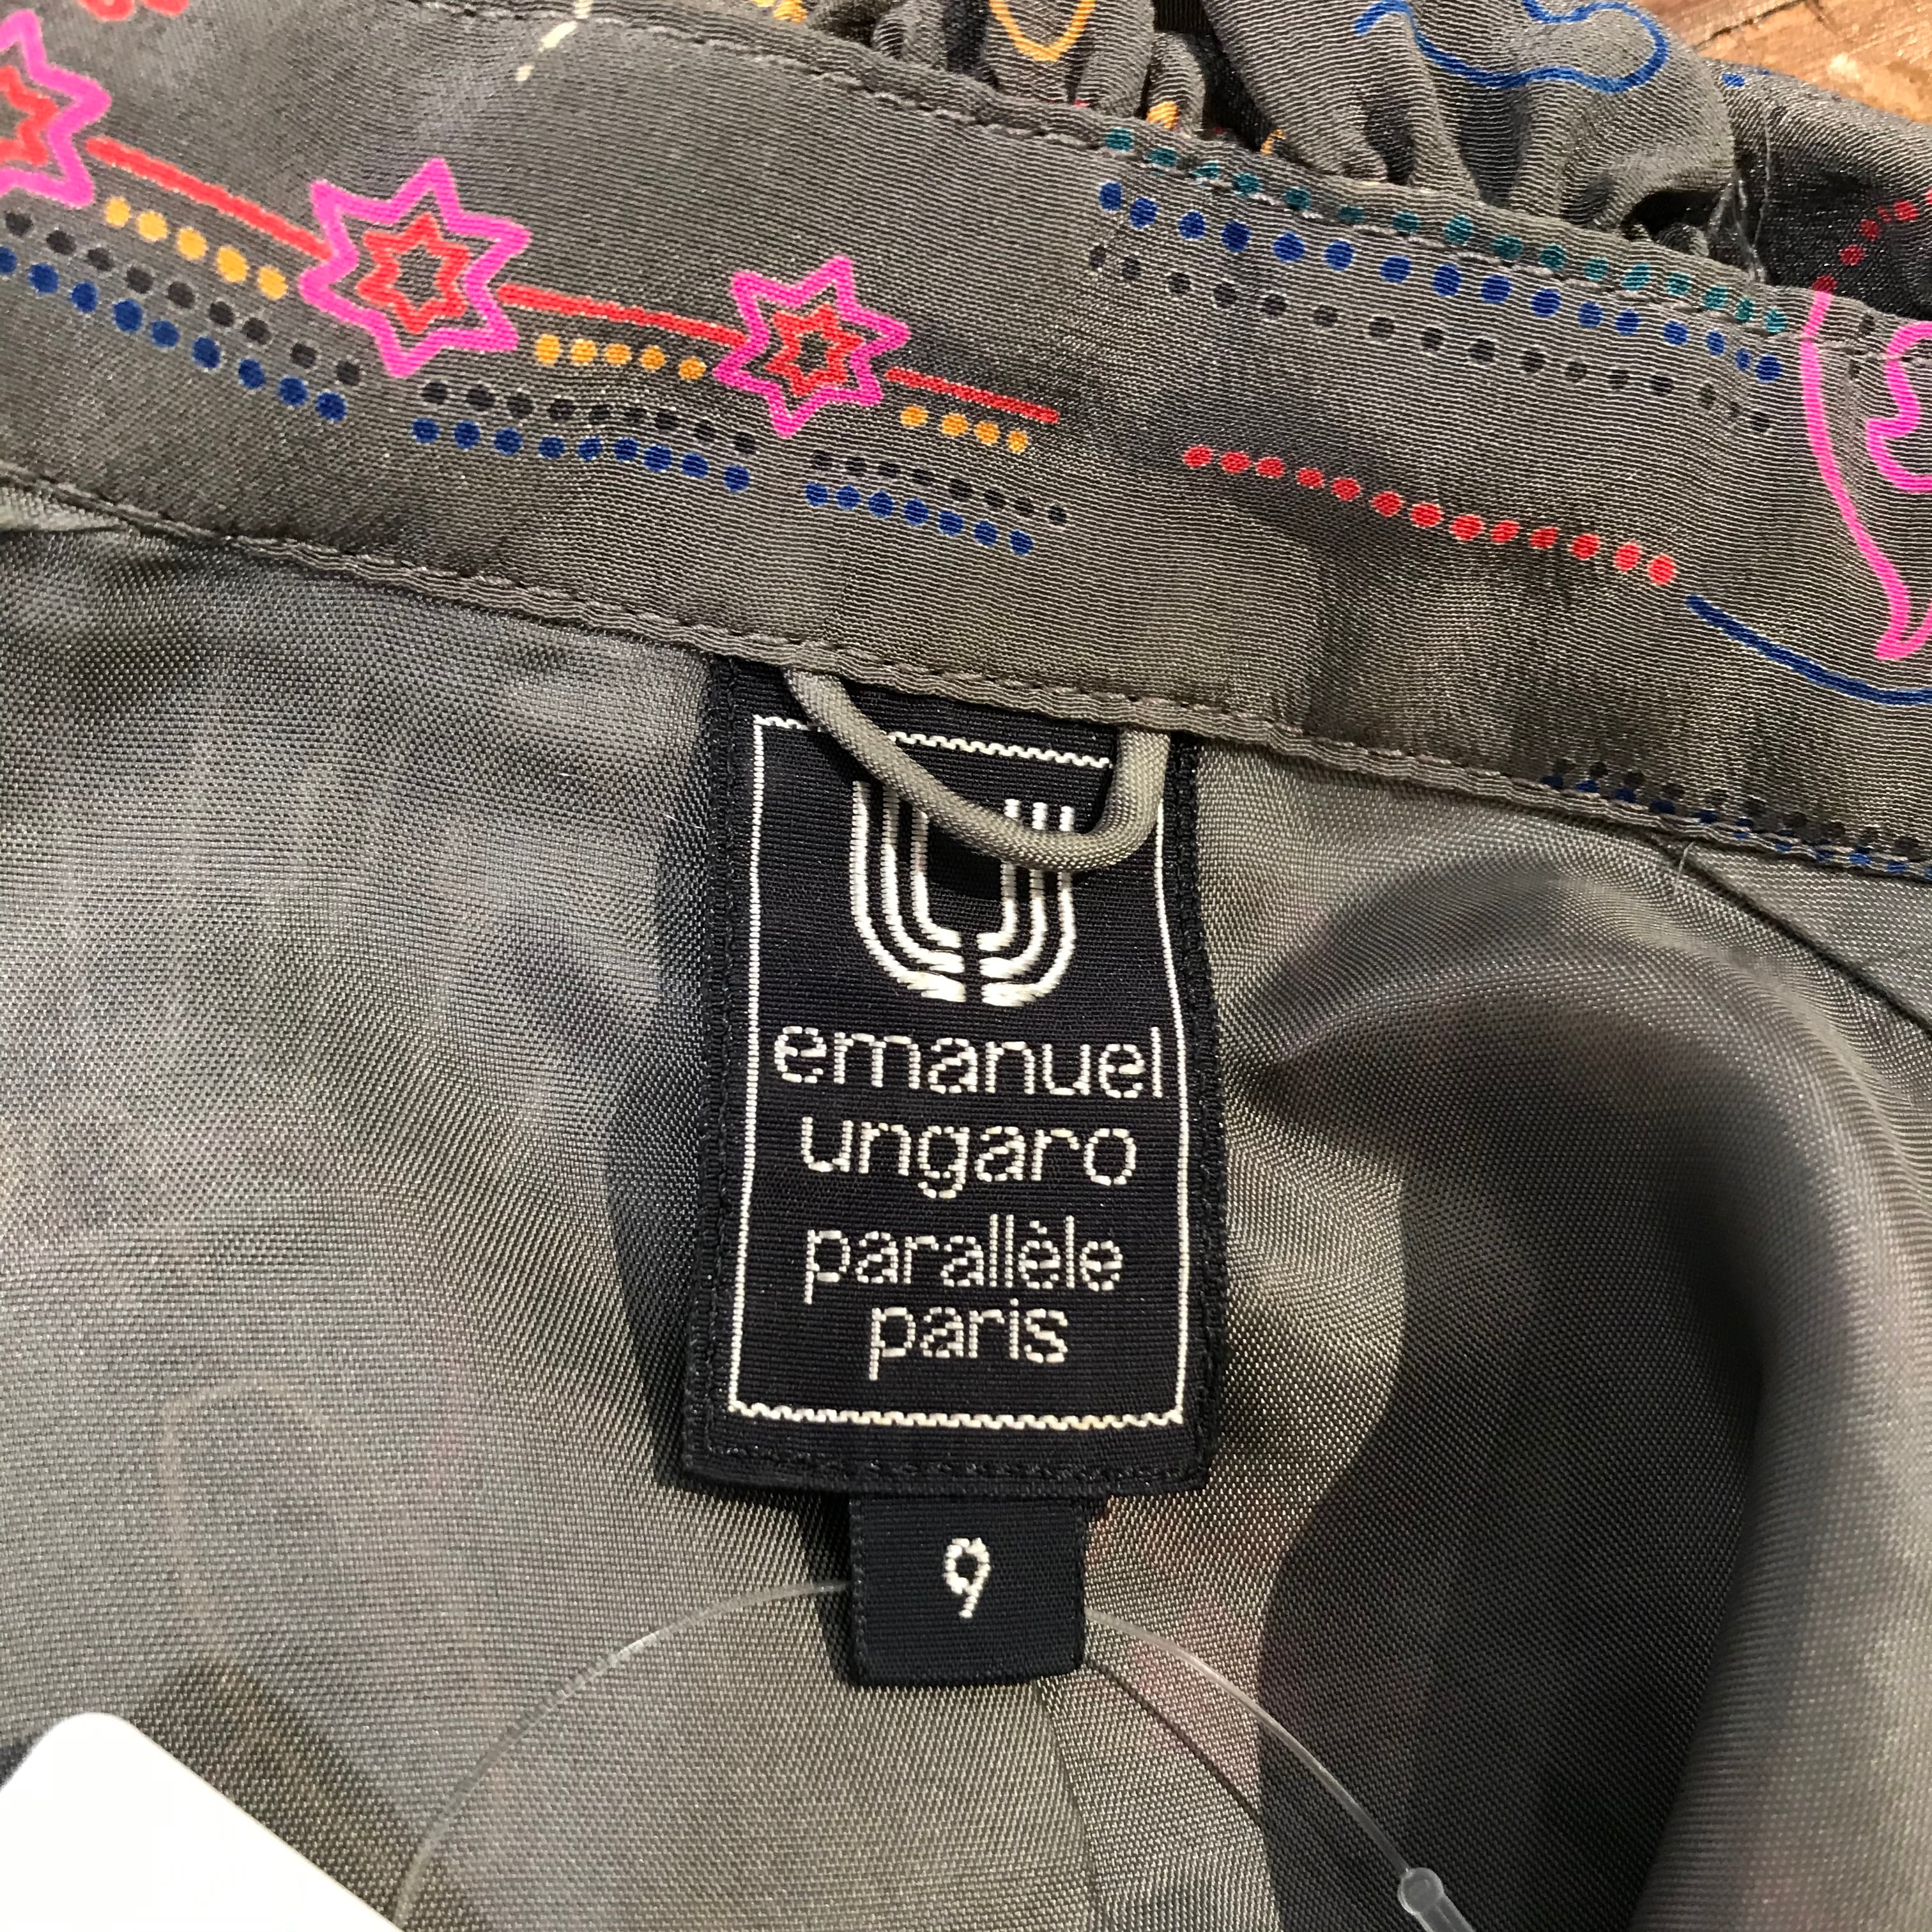 emanuel
ungaro
parallèle
paris
9